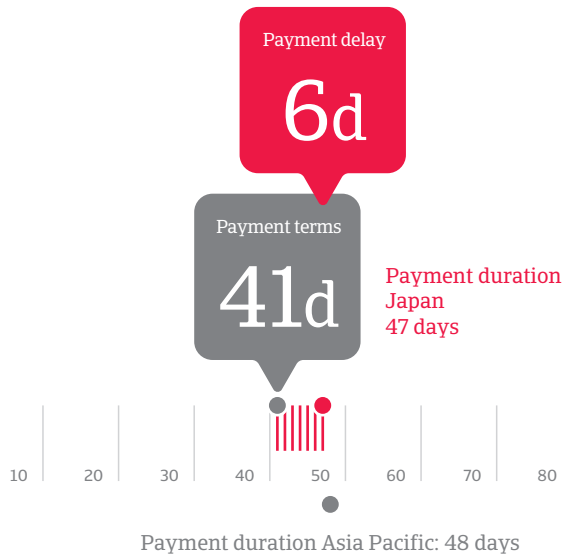 Payment delay
6d
Payment terms
41d
Payment duration
Japan
47 days
10 20 30 40 50 60 70 80
Payment duration Asia Pacific: 48 days